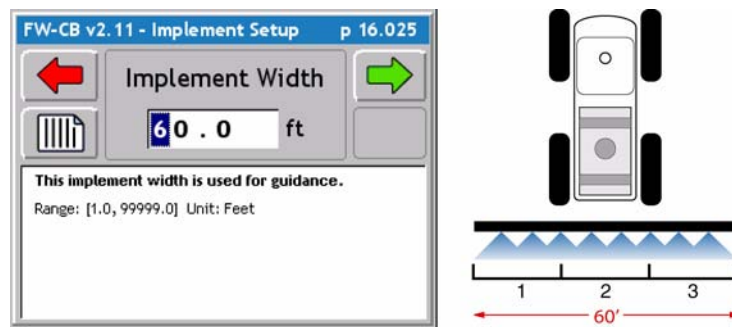 FW-CB v2.11 - Implement Setup p 16.025
Implement Width
60.0 ft
This implement width is used for guidance.
Range: [1.0, 99999.0] Unit: Feet
1 2 3
60'